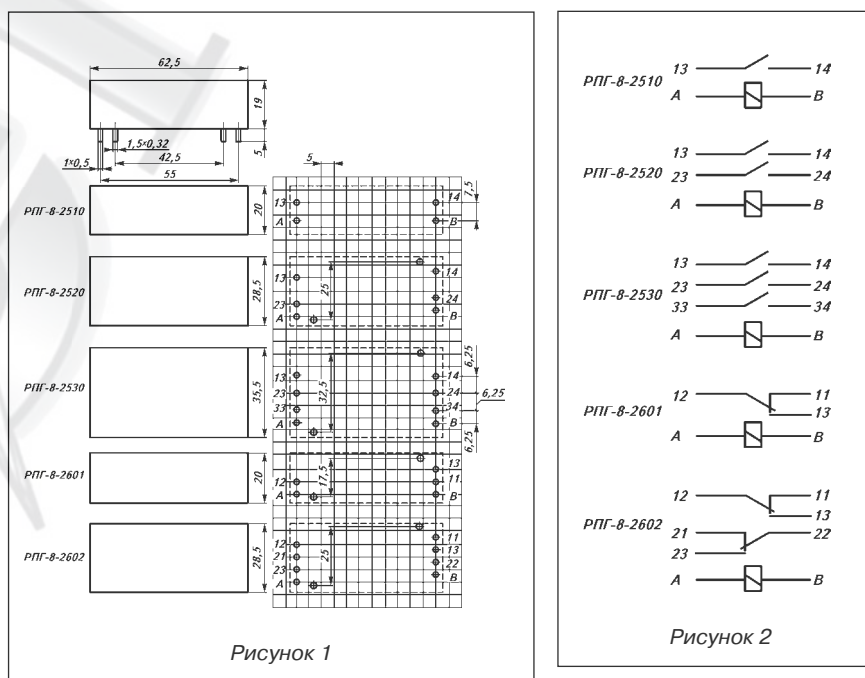 62,5
19
5
1,5×0,32
1×0,5
42,5
55
5
РПГ-8-2510
20
13
14
7,5
А
В
РПГ-8-2520
28,5
13
14
25
23
24
А
В
РПГ-8-2530
35,5
13
14
6,25
32,5
23
24
6,25
33
34
А
В
6,25
РПГ-8-2601
20
17,5
13
12
11
А
В
РПГ-8-2602
28,5
25
12
11
21
13
23
22
А
В
Рисунок 1
РПГ-8-2510
13
14
А
В
РПГ-8-2520
13
14
23
24
А
В
РПГ-8-2530
13
14
23
24
33
34
А
В
РПГ-8-2601
12
11
13
А
В
РПГ-8-2602
12
11
13
21
22
23
А
В
Рисунок 2